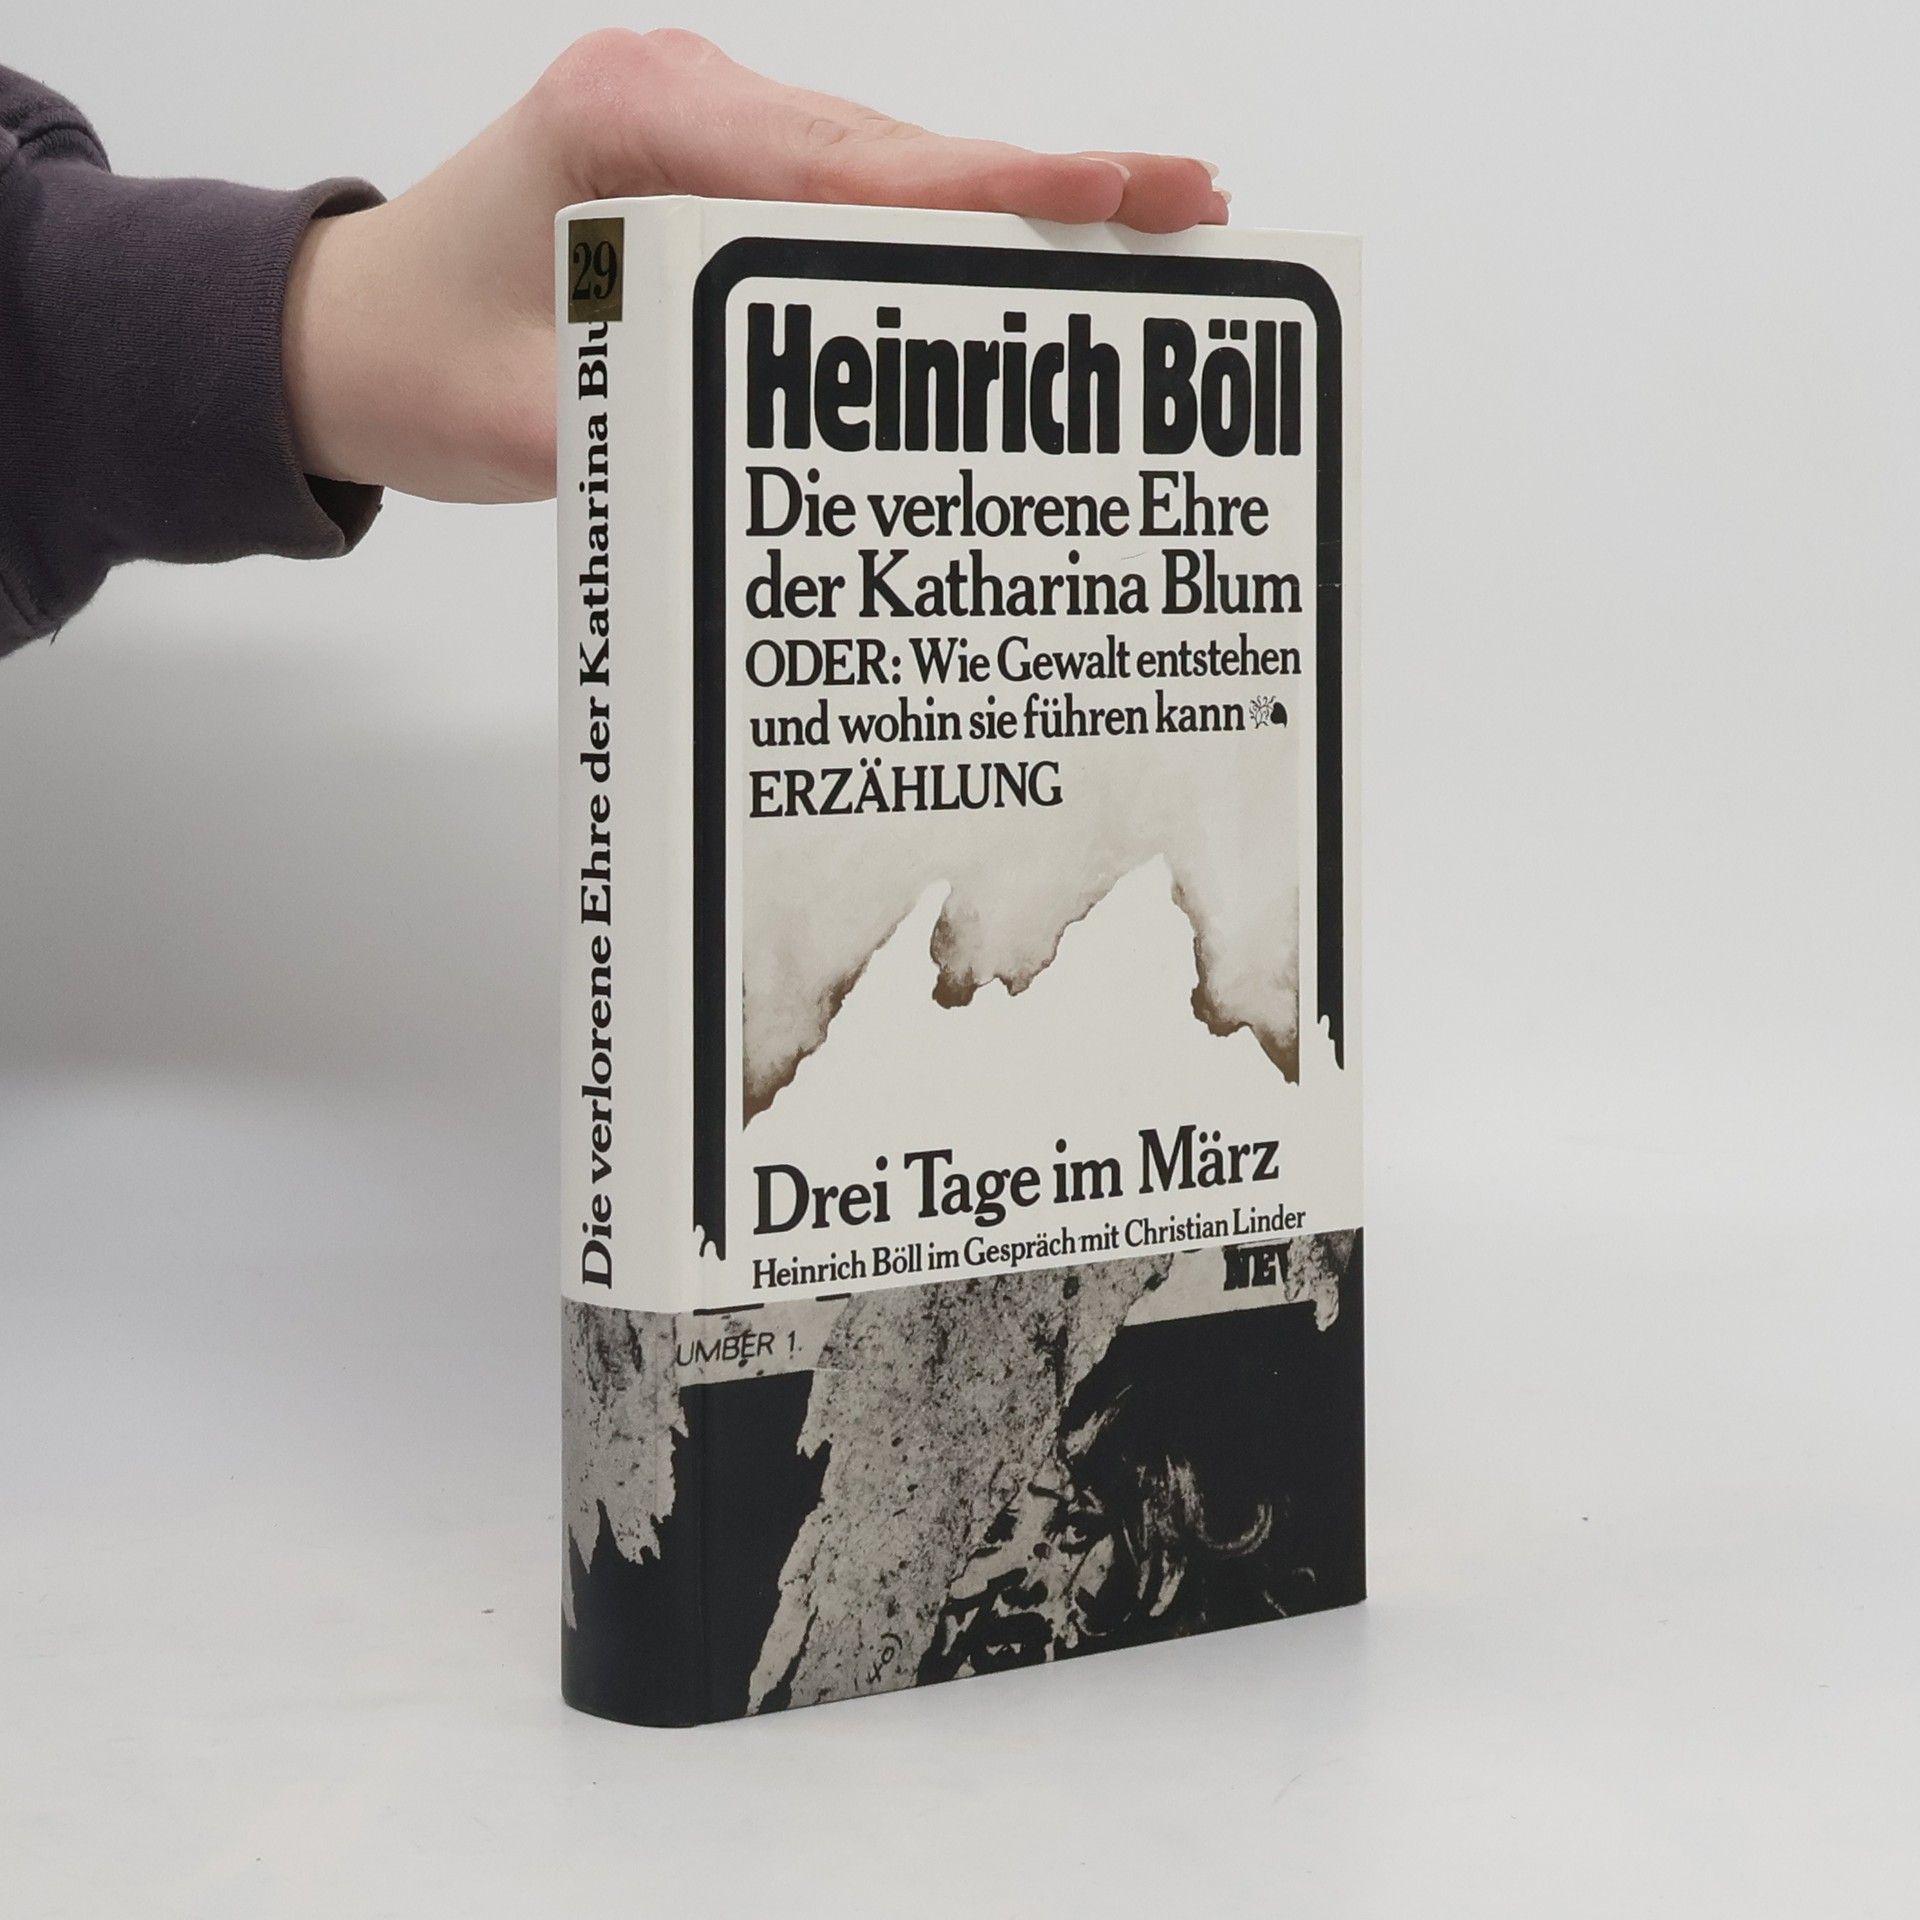 29
Die verlorene Ehre der Katharina Blu
Heinrich Böll
Die verlorene Ehre
der Katharina Blum
ODER: Wie Gewalt entstehen
und wohin sie führen kann
ERZÄHLUNG
Drei Tage im März
Heinrich Böll im Gespräch mit Christian Linder
NE
UMBER 1.